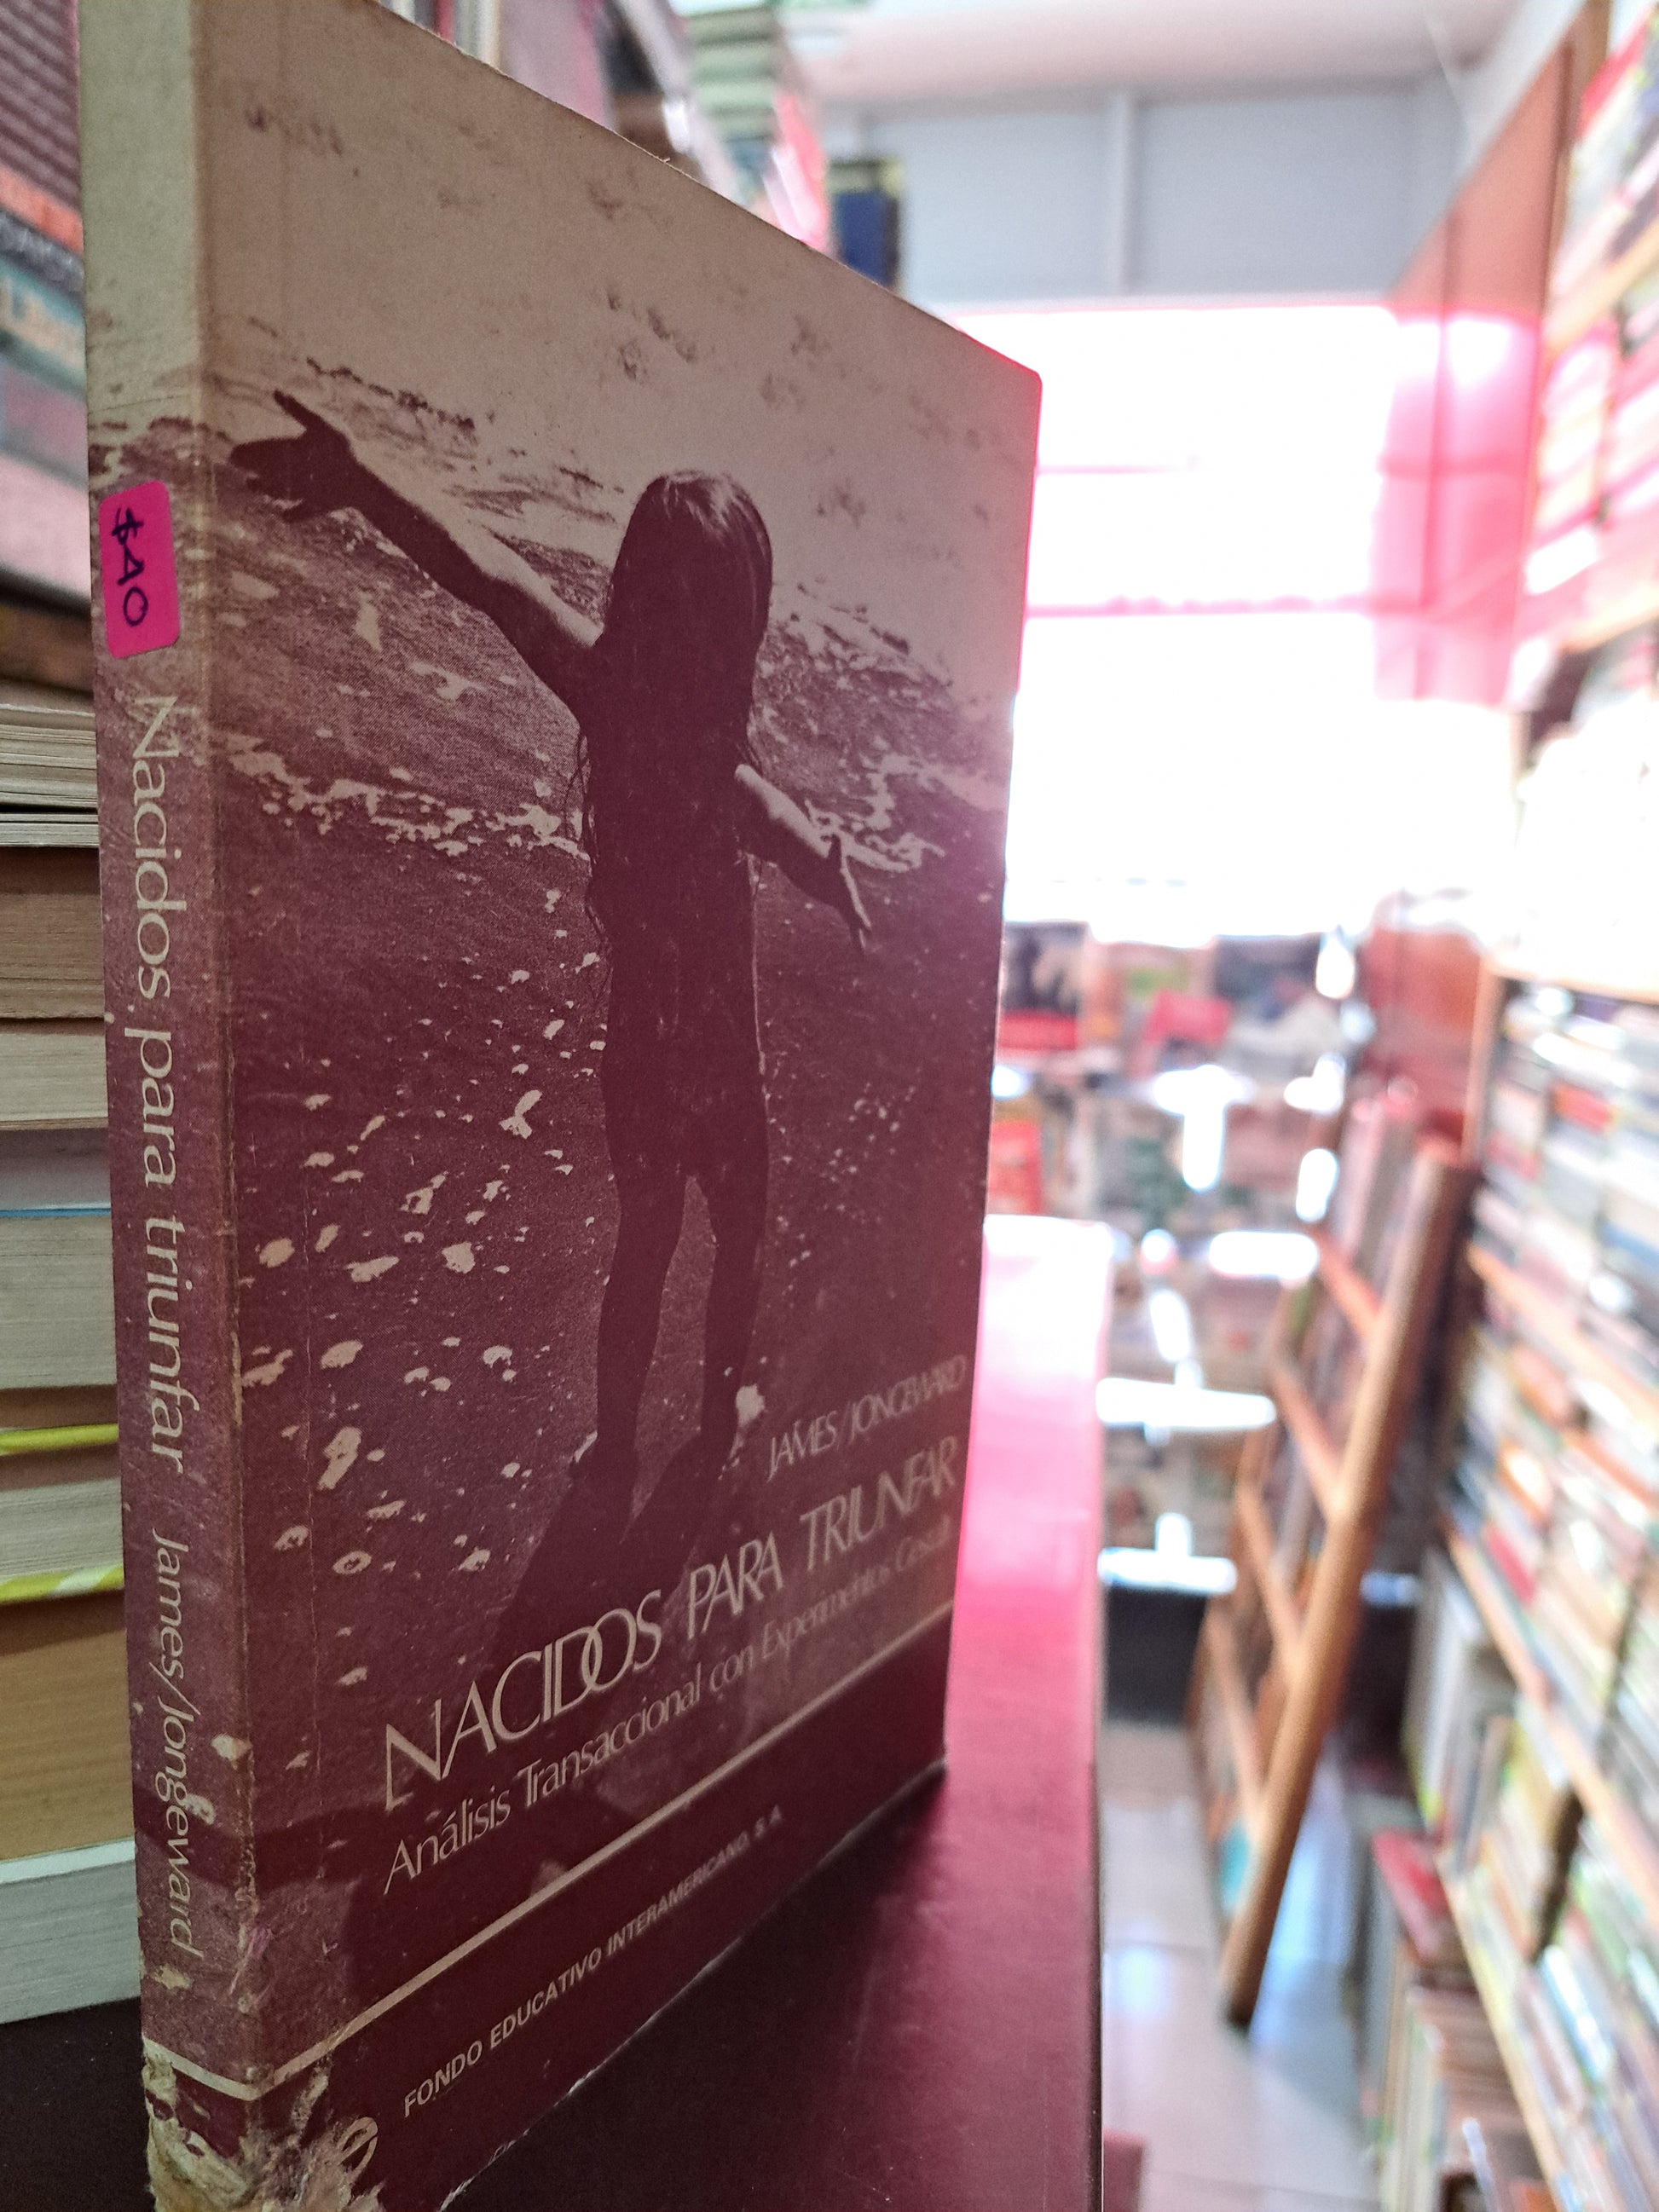 $40
Nacidos para triunfar James/Jongeward
JAMES/JONGEWARD
NACIDOS PARA TRIUNFAR
Análisis Transaccional con Experimentos Gestalt
FONDO EDUCATIVO INTERAMERICANO, S. A.